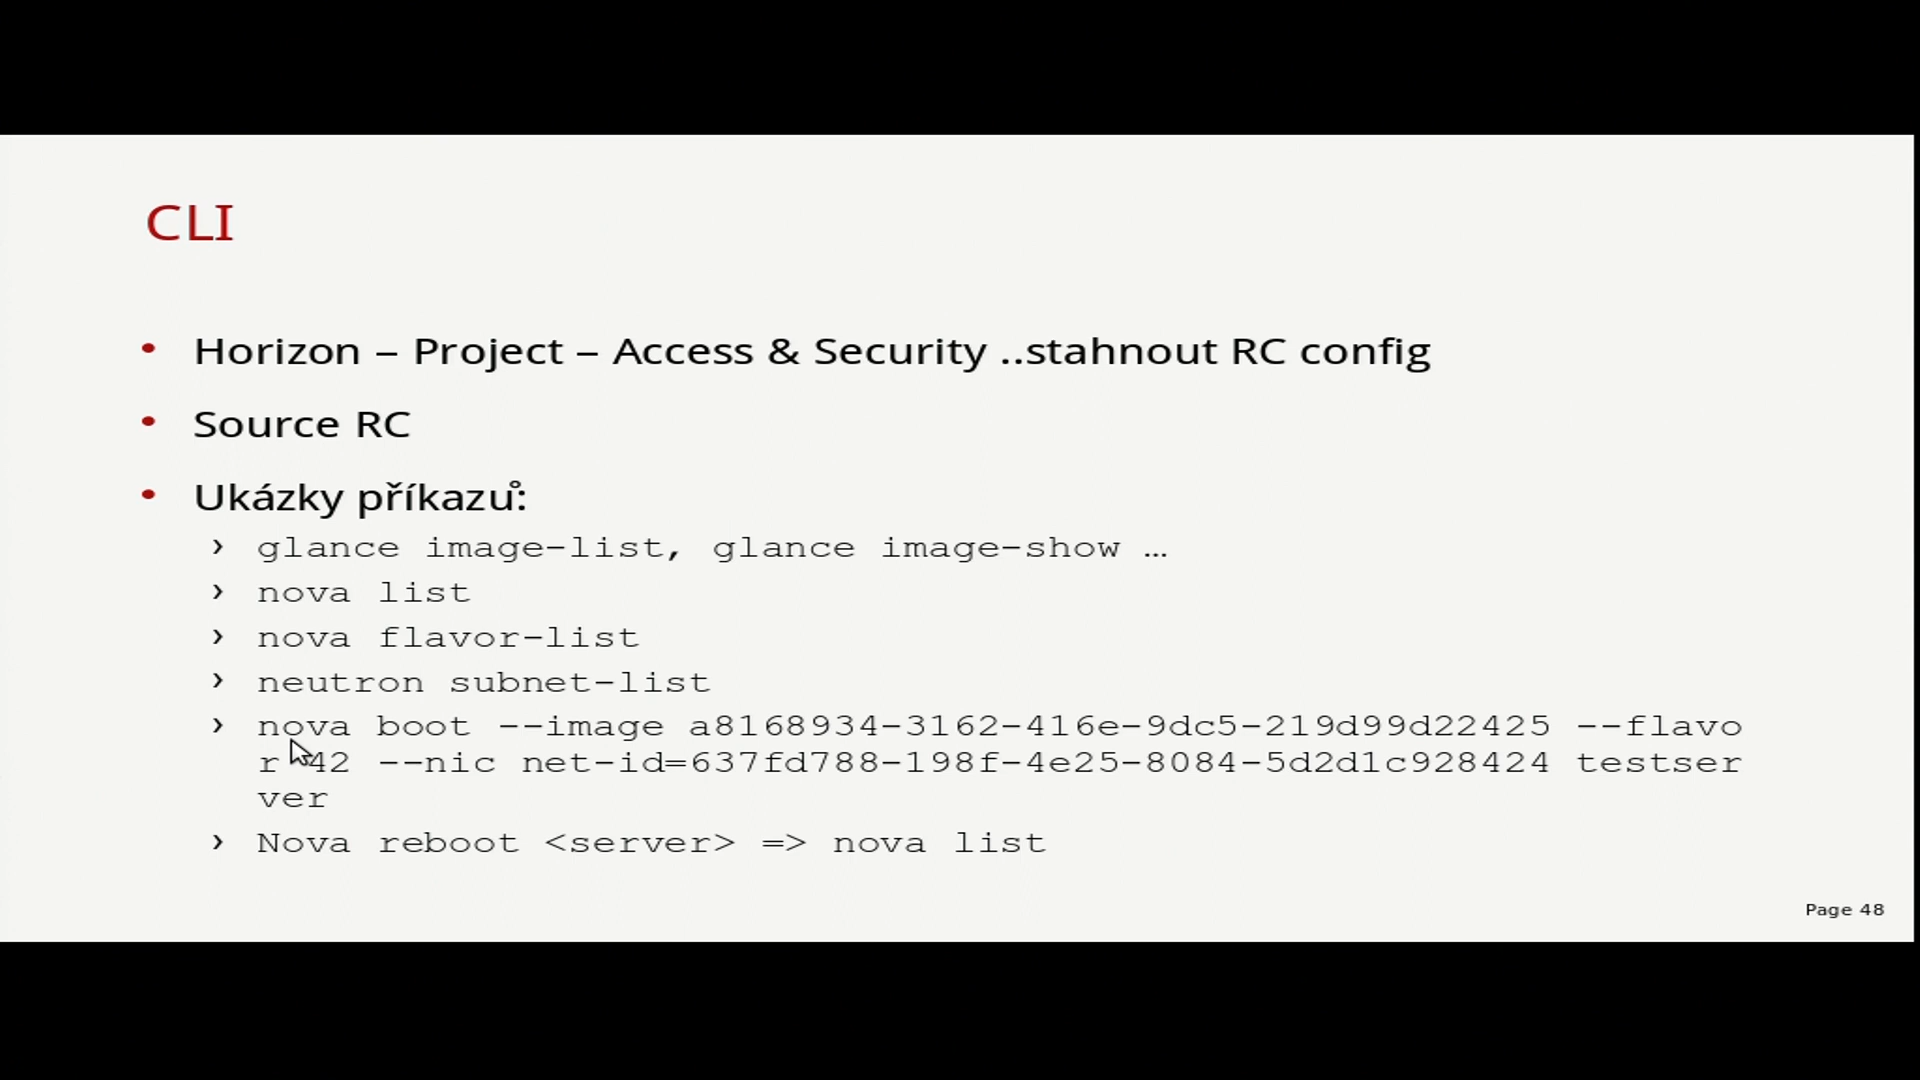 CLI
• Horizon – Project – Access & Security ..stahnout RC config
• Source RC
• Ukázky příkazů:
› glance image-list, glance image-show …
› nova list
› nova flavor-list
› neutron subnet-list
› nova boot --image a8168934-3162-416e-9dc5-219d99d22425 --flavo
r 42 --nic net-id=637fd788-198f-4e25-8084-5d2d1c928424 testser
ver
› Nova reboot <server> => nova list
Page 48